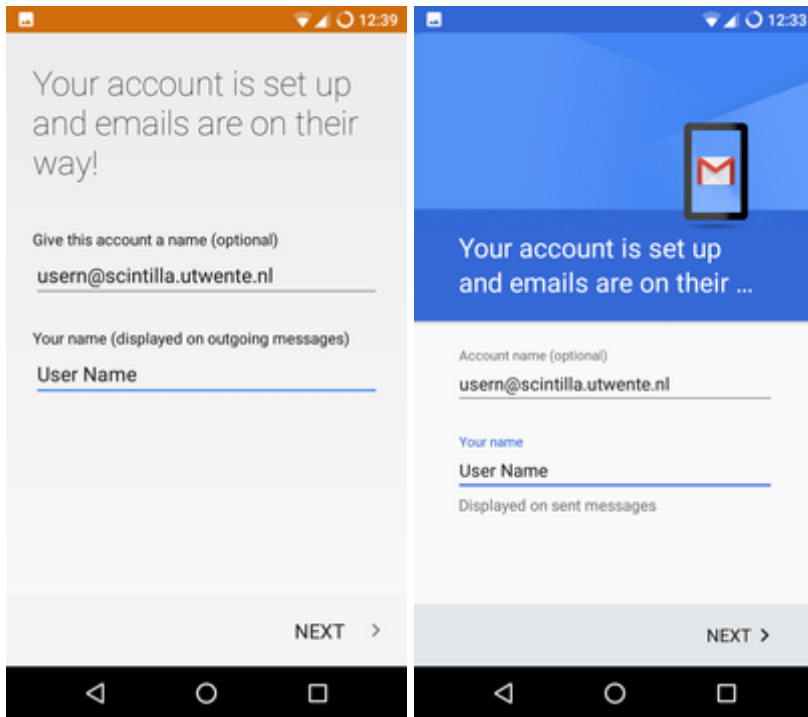 12:39
Your account is set up
and emails are on their
way!
Give this account a name (optional)
usern@scintilla.utwente.nl
Your name (displayed on outgoing messages)
User Name
NEXT >
12:33
Your account is set up
and emails are on their ...
Account name (optional)
usern@scintilla.utwente.nl
Your name
User Name
Displayed on sent messages
NEXT >